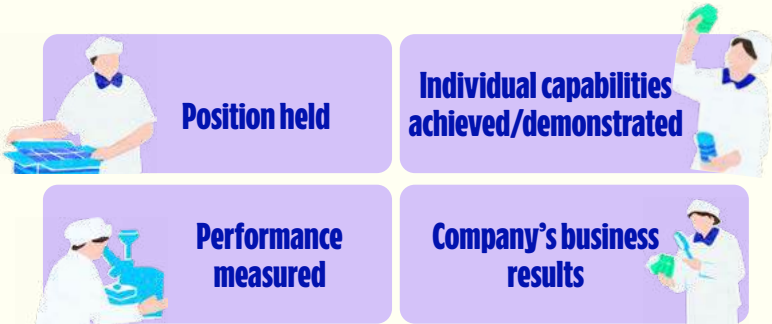 Position held
Individual capabilities
achieved/demonstrated
Performance
measured
Company’s business
results